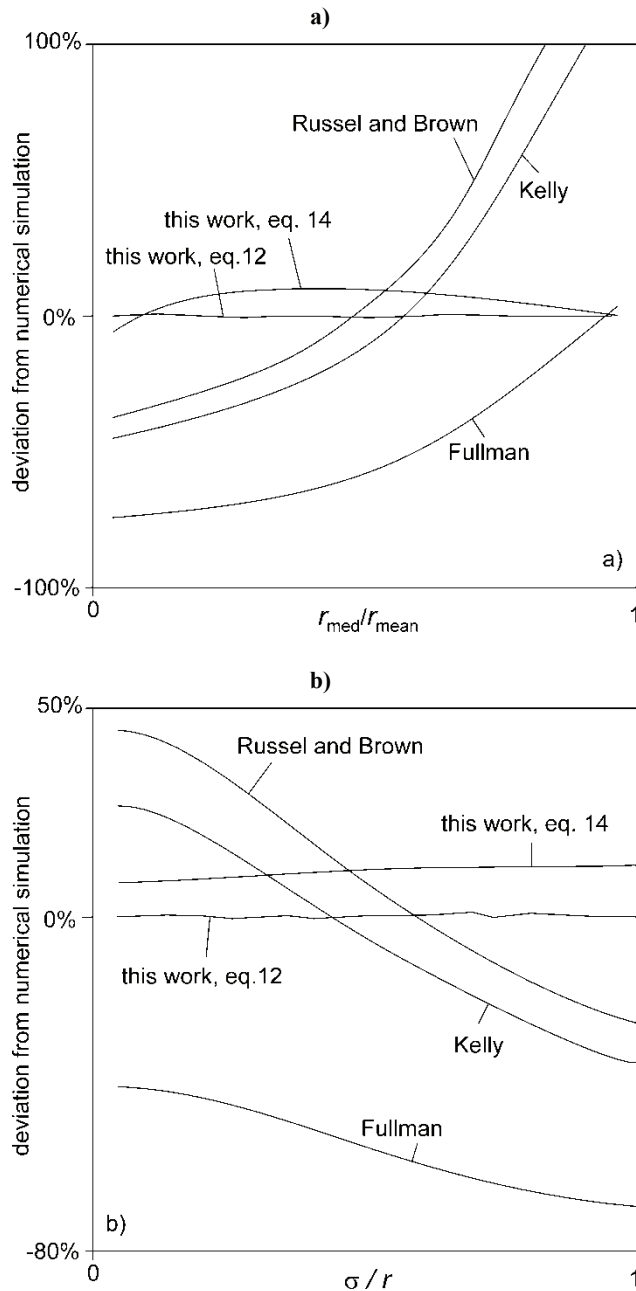 a)
100%
Russel and Brown
Kelly
this work, eq. 14
this work, eq.12
0%
deviation from numerical simulation
Fullman
a)
-100%
0
1
r_med/r_mean
b)
50%
Russel and Brown
this work, eq. 14
0%
this work, eq.12
deviation from numerical simulation
Kelly
Fullman
b)
-80%
0
1
σ / r